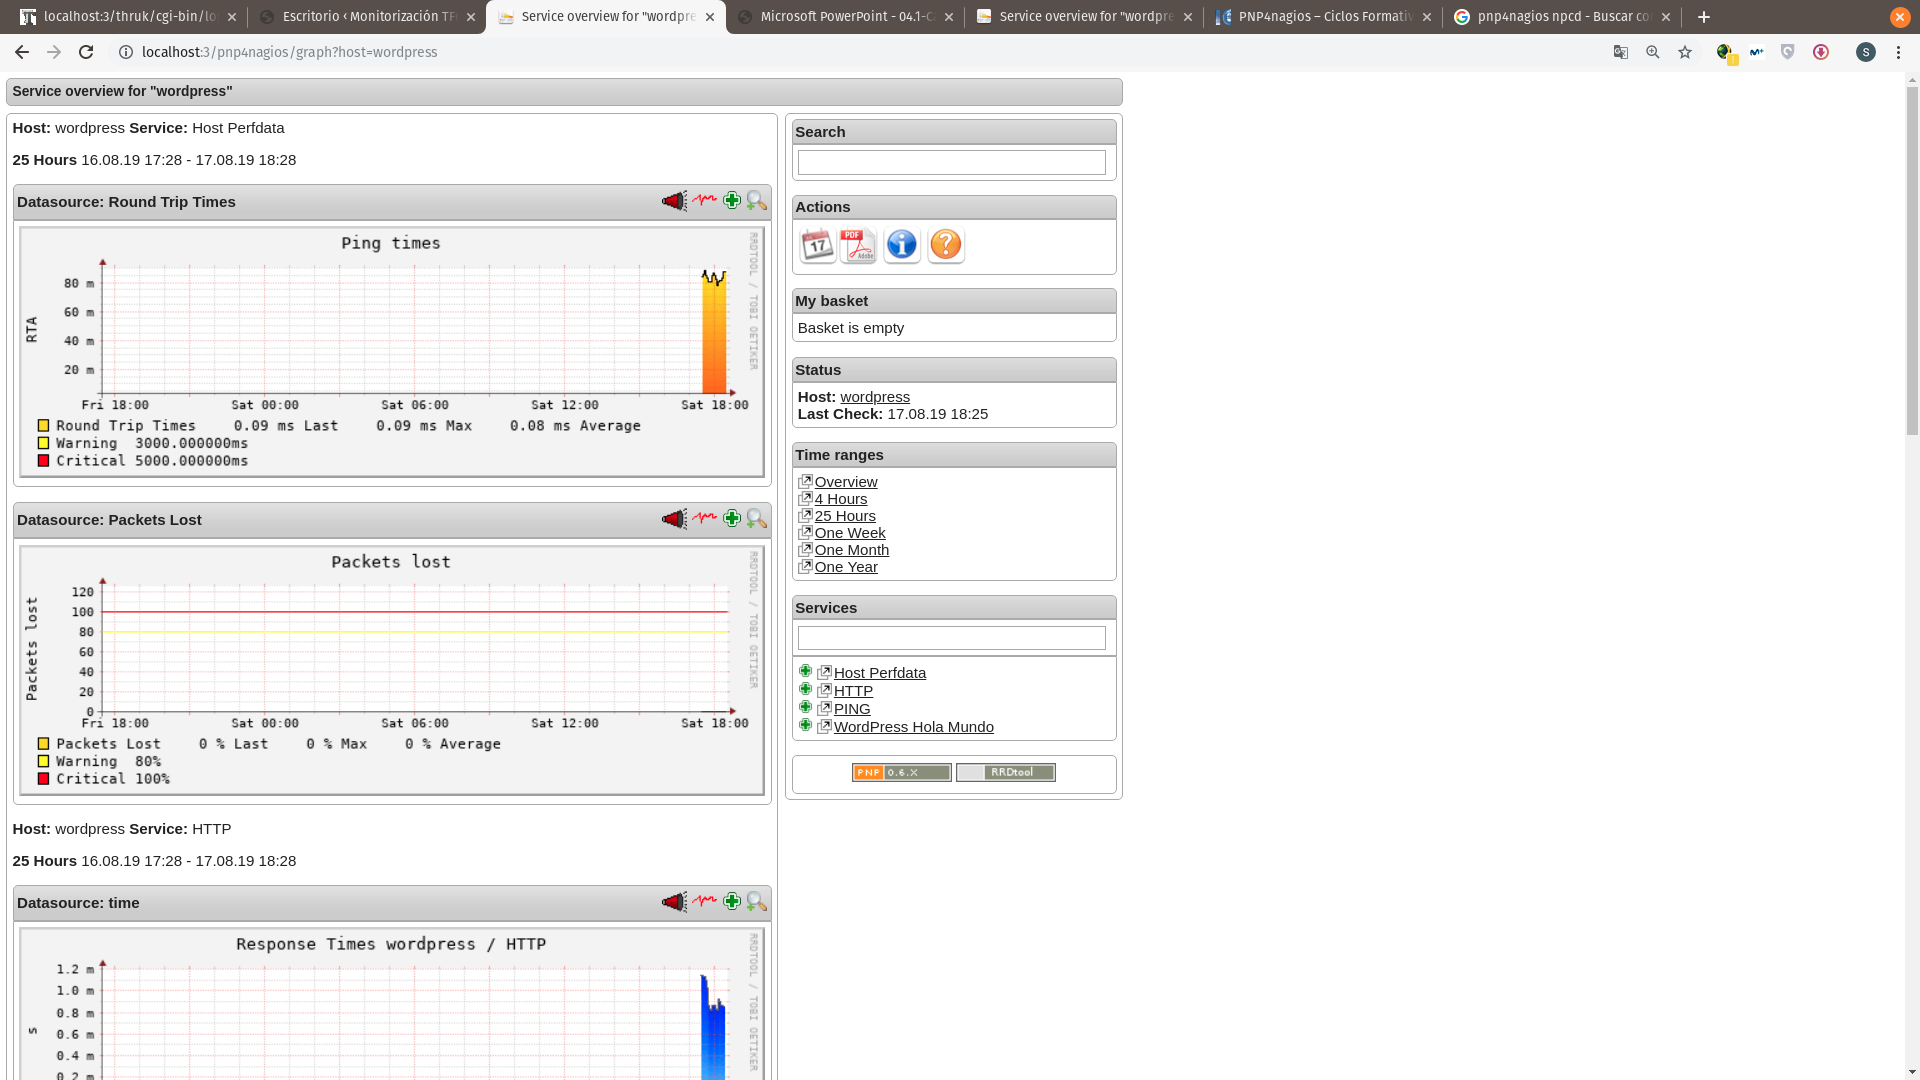 localhost:3/thruk/cgi-bin/lo
Escritorio ‹ Monitorización TF
Service overview for "wordpre
Microsoft PowerPoint - 04.1-C
Service overview for "wordpre
PNP4nagios – Ciclos Formativ
pnp4nagios npcd - Buscar co
localhost:3/pnp4nagios/graph?host=wordpress
S
Service overview for "wordpress"
Host: wordpress Service: Host Perfdata
25 Hours 16.08.19 17:28 - 17.08.19 18:28
Datasource: Round Trip Times
Ping times
RRDTOOL / TOBI OETIKER
RTA
80 m
60 m
40 m
20 m
Fri 18:00 Sat 00:00 Sat 06:00 Sat 12:00 Sat 18:00
Round Trip Times 0.09 ms Last 0.09 ms Max 0.08 ms Average
Warning 3000.000000ms
Critical 5000.000000ms
Datasource: Packets Lost
Packets lost
RRDTOOL / TOBI OETIKER
Packets lost
120
100
80
60
40
20
0
Fri 18:00 Sat 00:00 Sat 06:00 Sat 12:00 Sat 18:00
Packets Lost 0 % Last 0 % Max 0 % Average
Warning 80%
Critical 100%
Host: wordpress Service: HTTP
25 Hours 16.08.19 17:28 - 17.08.19 18:28
Datasource: time
Response Times wordpress / HTTP
RRDTOOL / TOBI OETIKER
s
1.2 m
1.0 m
0.8 m
0.6 m
0.4 m
0.2 m
Search
Actions
17
PDF
Adobe
My basket
Basket is empty
Status
Host: wordpress
Last Check: 17.08.19 18:25
Time ranges
Overview
4 Hours
25 Hours
One Week
One Month
One Year
Services
Host Perfdata
HTTP
PING
WordPress Hola Mundo
PNP 0.6.X
RRDtool